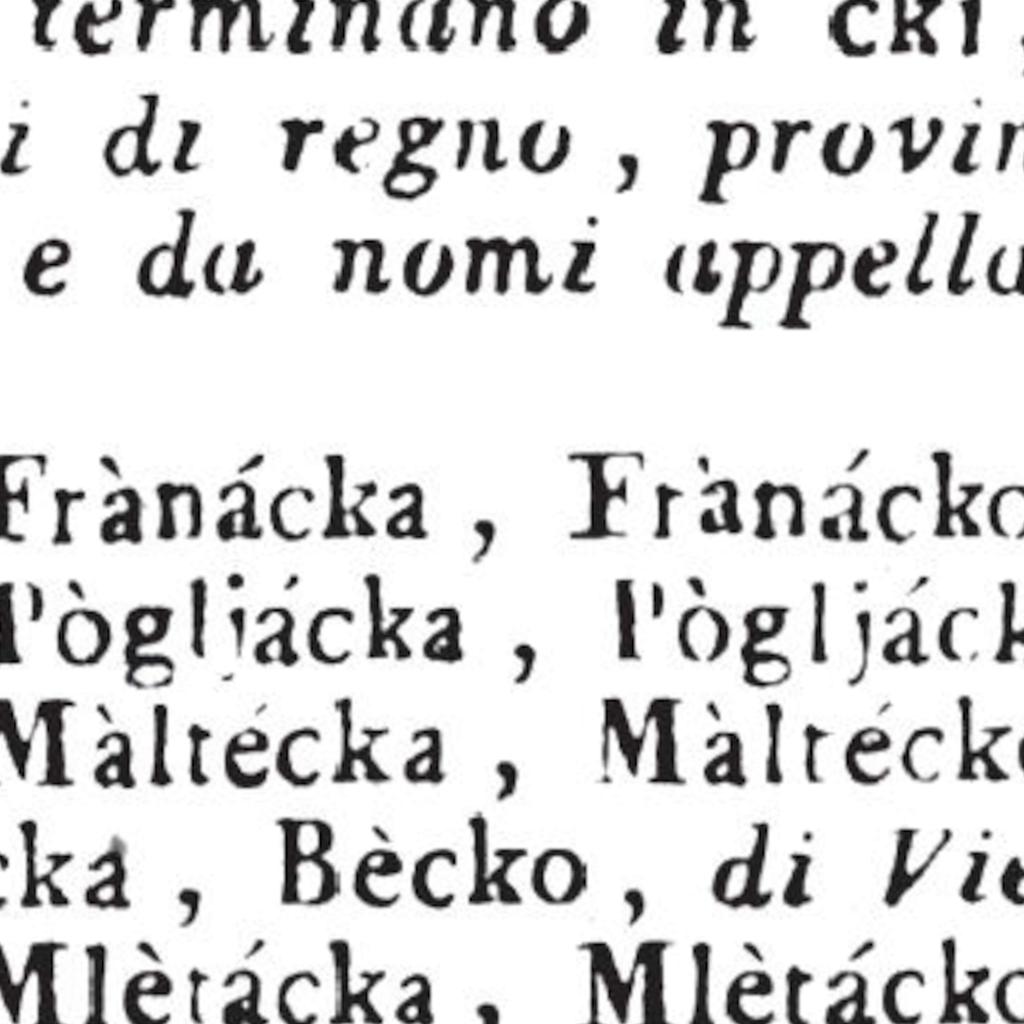 terminano in cki,
i di regno, provin
e da nomi appella
Frànácka, Frànácko
Pògljácka, Pògljáck
Màltécka, Màltécko
cka, Bècko, di Vie
Mlètácka, Mlètácko